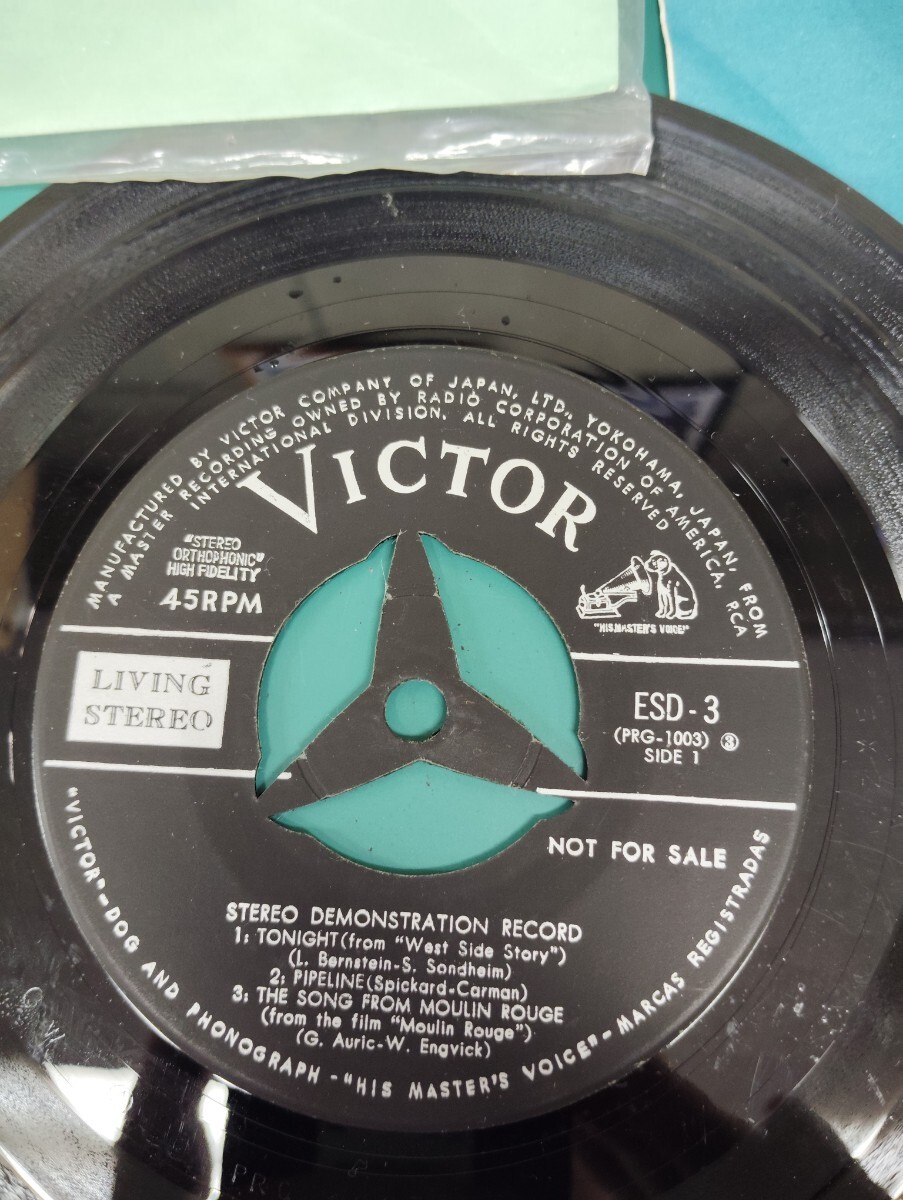 MANUFACTURED BY VICTOR COMPANY OF JAPAN, LTD., YOKOHAMA, JAPAN, FROM
A MASTER RECORDING OWNED BY RADIO CORPORATION OF AMERICA, RCA
INTERNATIONAL DIVISION. ALL RIGHTS RESERVED
VICTOR
"STEREO
ORTHOPHONIC"
HIGH FIDELITY
45RPM
"HIS MASTER'S VOICE"
LIVING
STEREO
ESD-3
(PRG-1003) ③
SIDE 1
NOT FOR SALE
STEREO DEMONSTRATION RECORD
1: TONIGHT (from "West Side Story")
(L. Bernstein-S. Sondheim)
2: PIPELINE (Spickard-Carman)
3: THE SONG FROM MOULIN ROUGE
(from the film "Moulin Rouge")
(G. Auric-W. Engvick)
"VICTOR"-DOG AND PHONOGRAPH-"HIS MASTER'S VOICE"-MARCAS REGISTRADAS